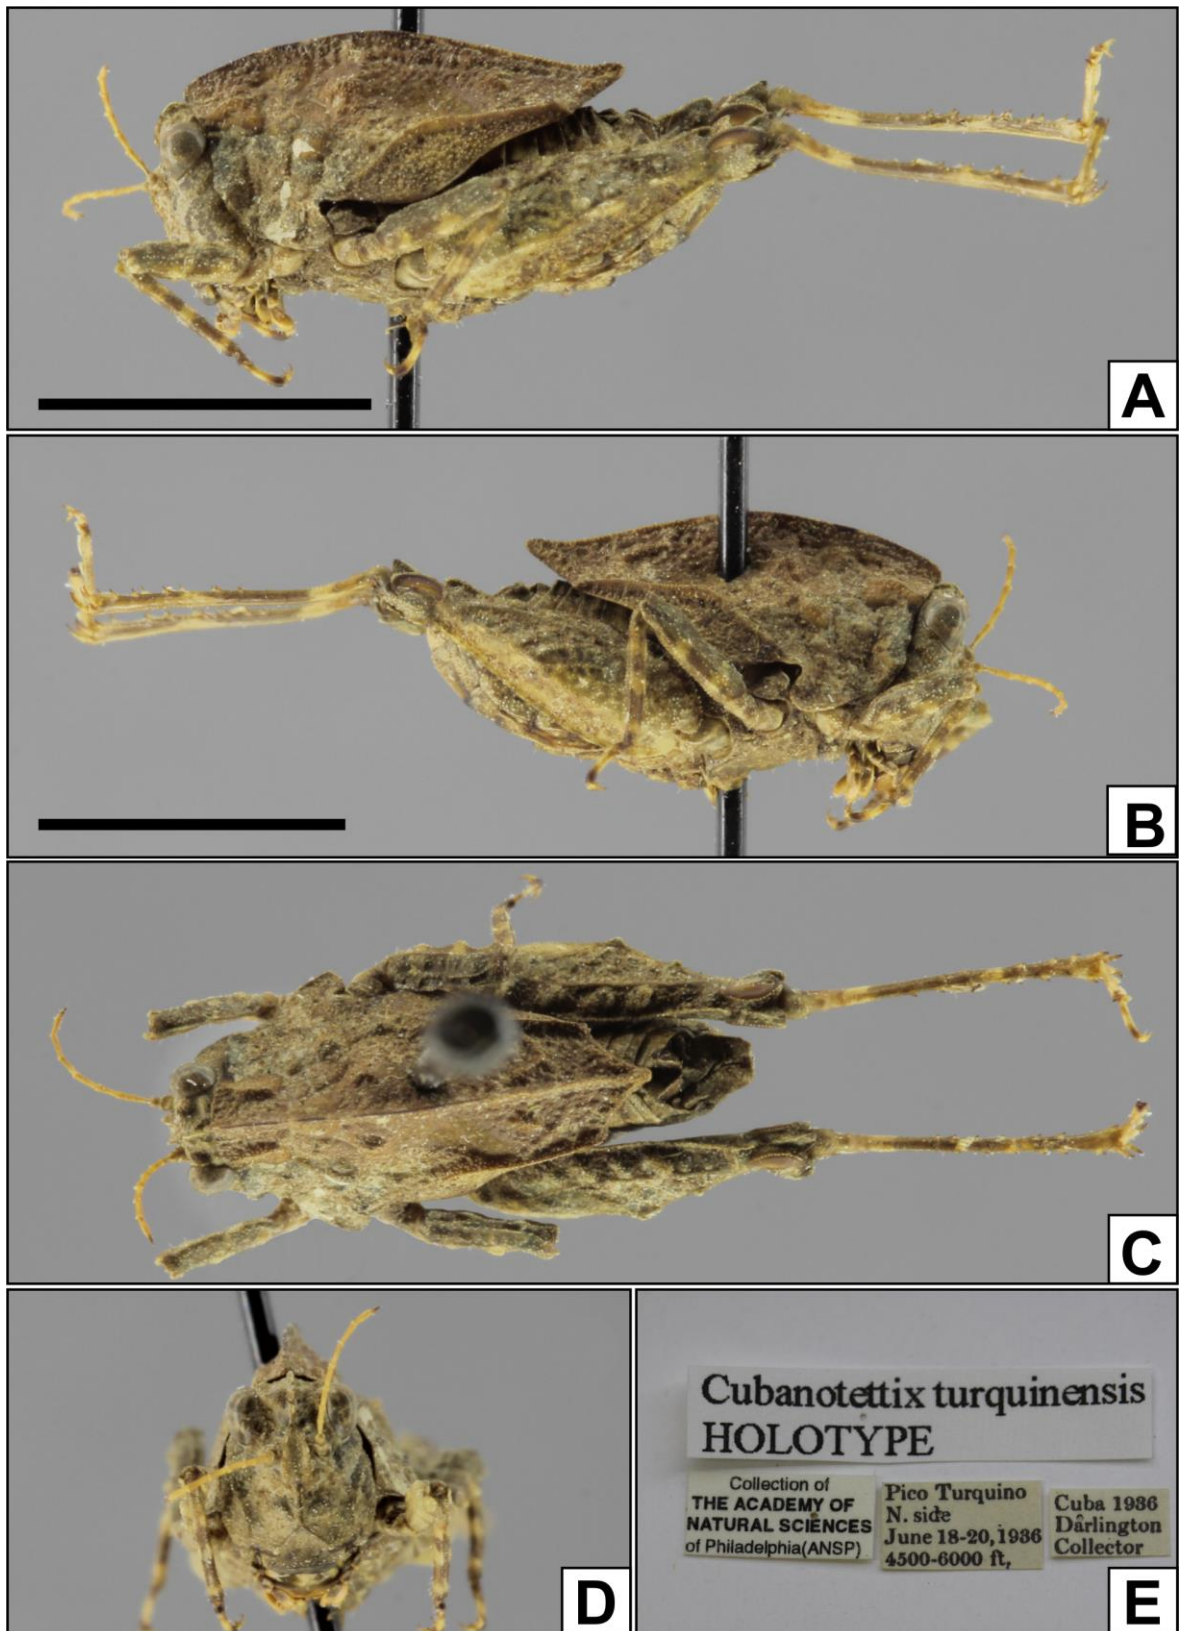 A
B
C
D
Cubanotettix turquinensis
HOLOTYPE
Collection of
THE ACADEMY OF
NATURAL SCIENCES
of Philadelphia(ANSP)
Pico Turquino
N. side
June 18-20, 1936
4500-6000 ft,
Cuba 1936
Darlington
Collector
E